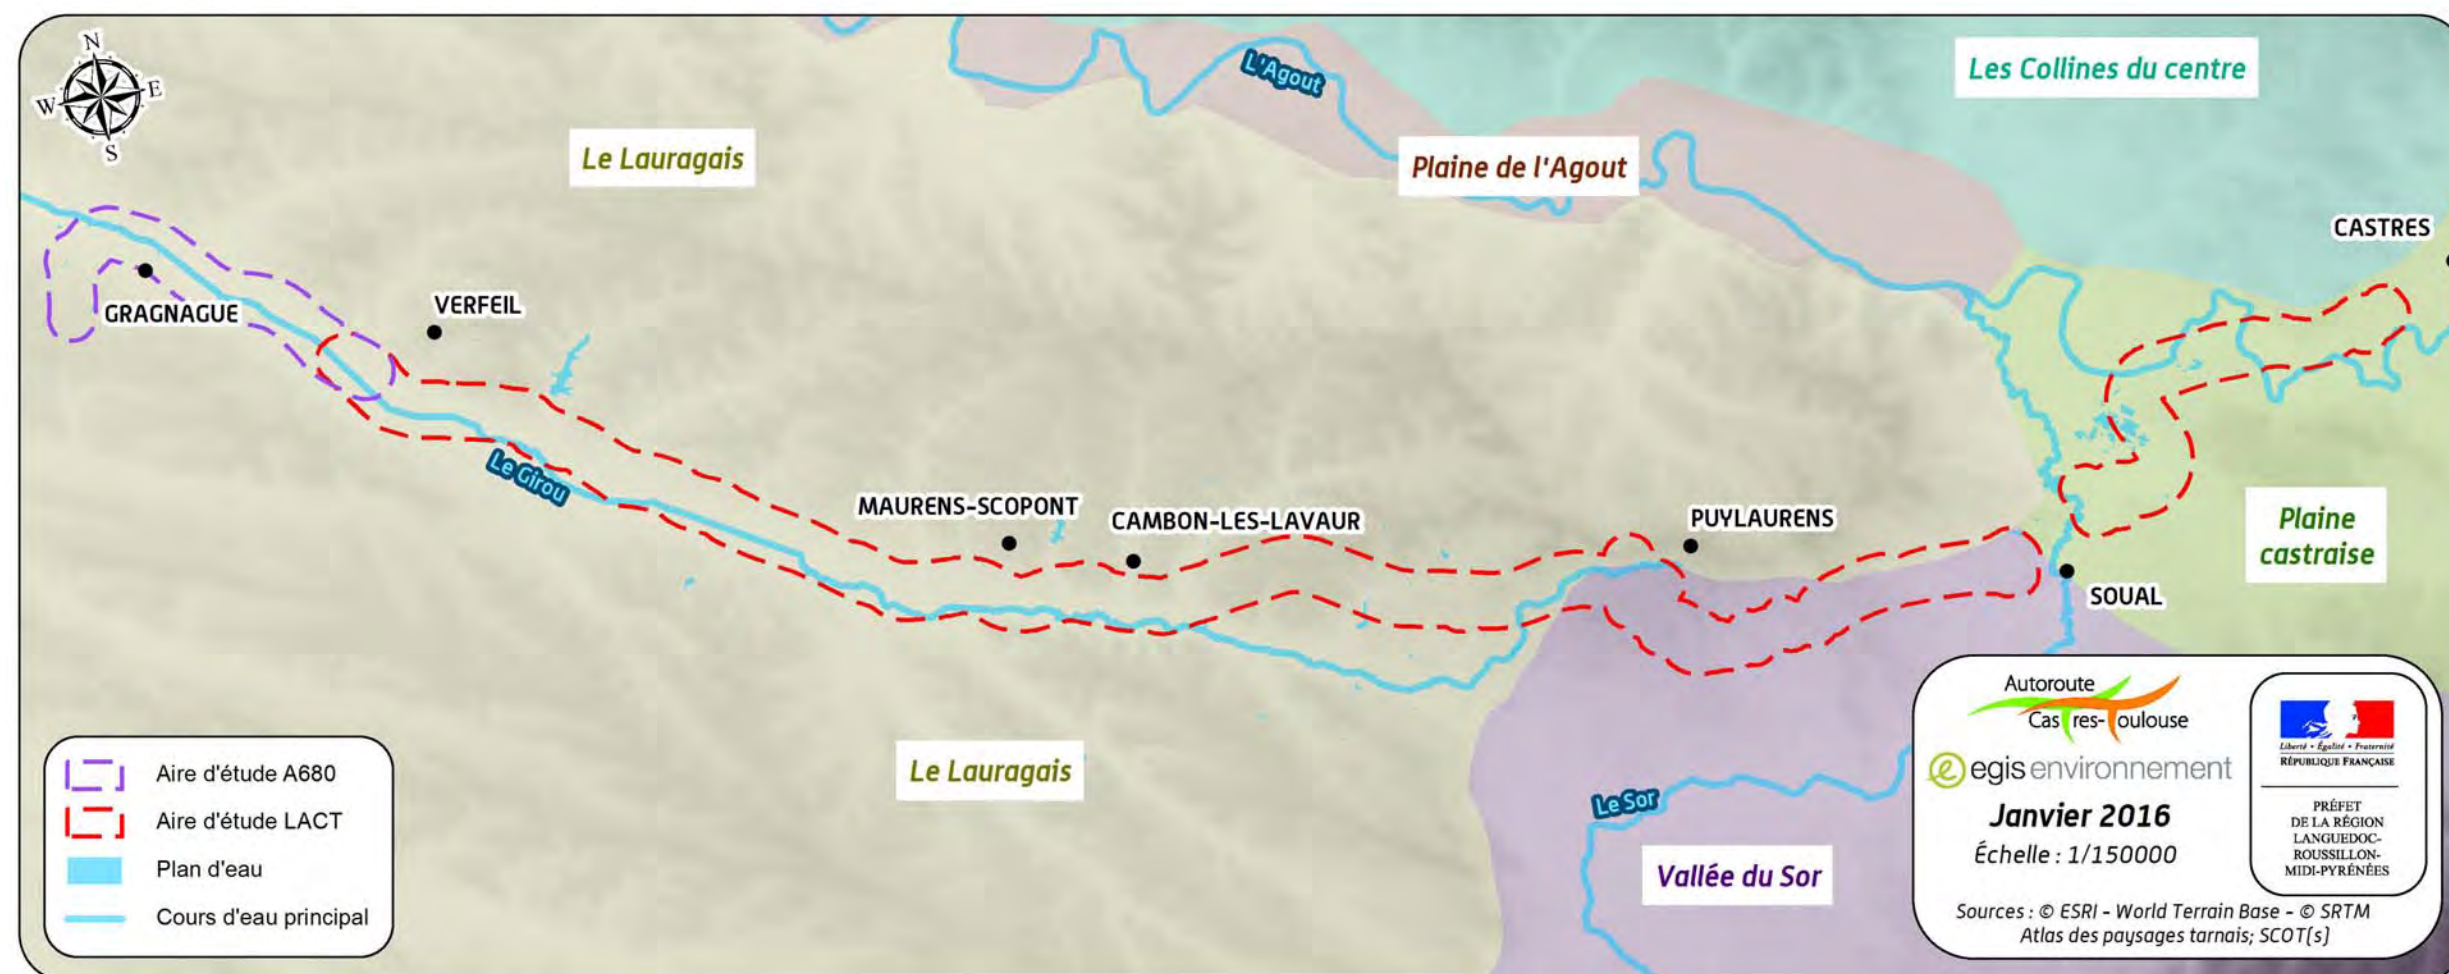 N
W
E
S
L'Agout
Les Collines du centre
Le Lauragais
Plaine de l'Agout
CASTRES
GRAGNAGUE
VERFEIL
Le Girou
MAURENS-SCOPONT
CAMBON-LES-LAVAUR
PUYLAURENS
Plaine
castraise
SOUAL
Le Lauragais
Le Sor
Vallée du Sor
Aire d'étude A680
Aire d'étude LACT
Plan d'eau
Cours d'eau principal
Autoroute
Castres-Toulouse
egis environnement
Janvier 2016
Échelle : 1/150000
Liberté • Égalité • Fraternité
RÉPUBLIQUE FRANÇAISE
PRÉFET
DE LA RÉGION
LANGUEDOC-
ROUSSILLON-
MIDI-PYRÉNÉES
Sources : © ESRI - World Terrain Base - © SRTM
Atlas des paysages tarnais; SCOT(s)